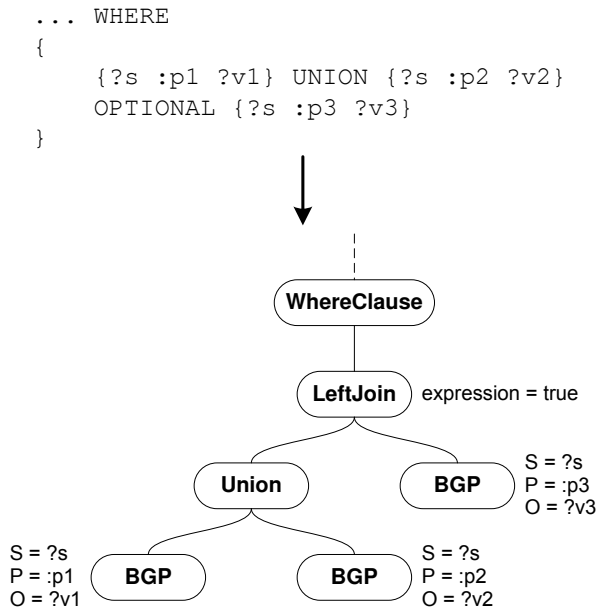 ... WHERE
{
{?s :p1 ?v1} UNION {?s :p2 ?v2}
OPTIONAL {?s :p3 ?v3}
}
WhereClause
LeftJoin expression = true
Union
BGP
S = ?s
P = :p3
O = ?v3
S = ?s
P = :p1
O = ?v1
BGP
BGP
S = ?s
P = :p2
O = ?v2